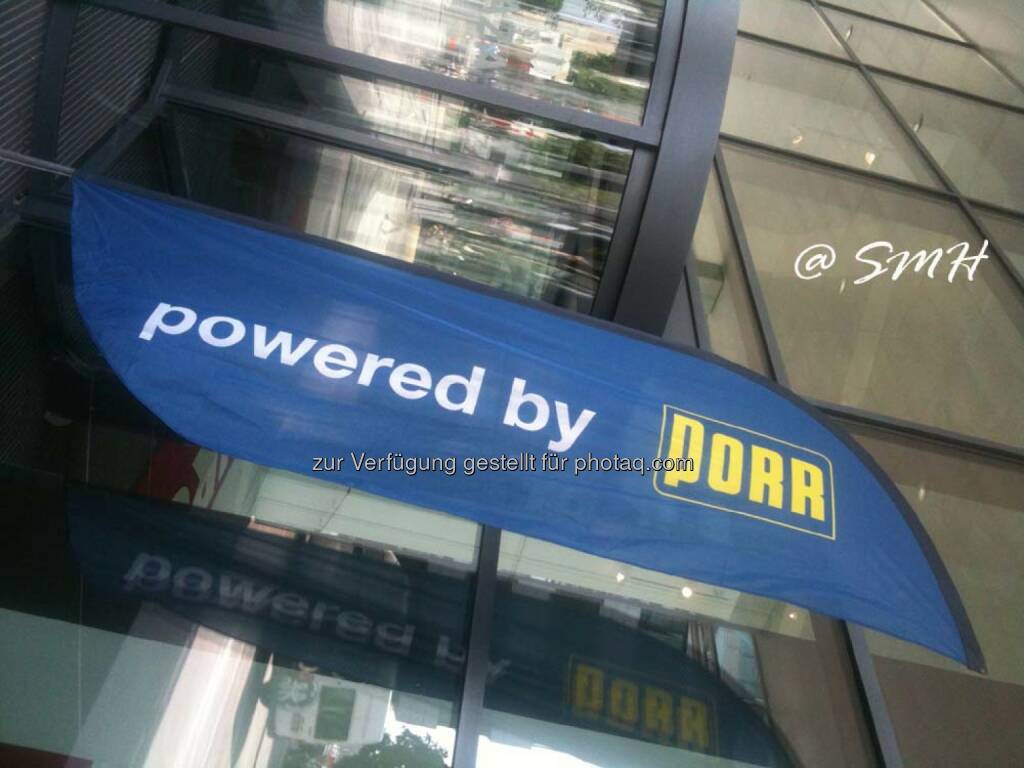 @ SMH
powered by
PORR
zur Verfügung gestellt für photaq.com
powered by
PORR